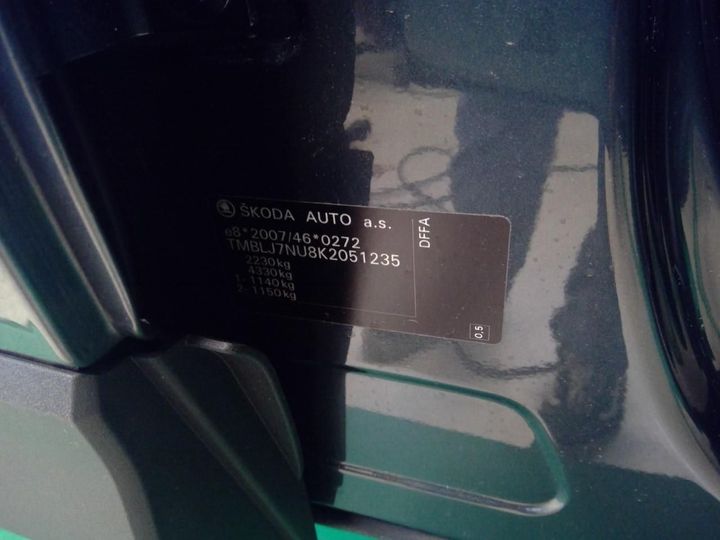 ŠKODA AUTO a.s.
e8*2007/46*0272
TMBLJ7NU8K2051235
2230kg
4330kg
1. 1140kg
2. 1150kg
DFFA
0,5